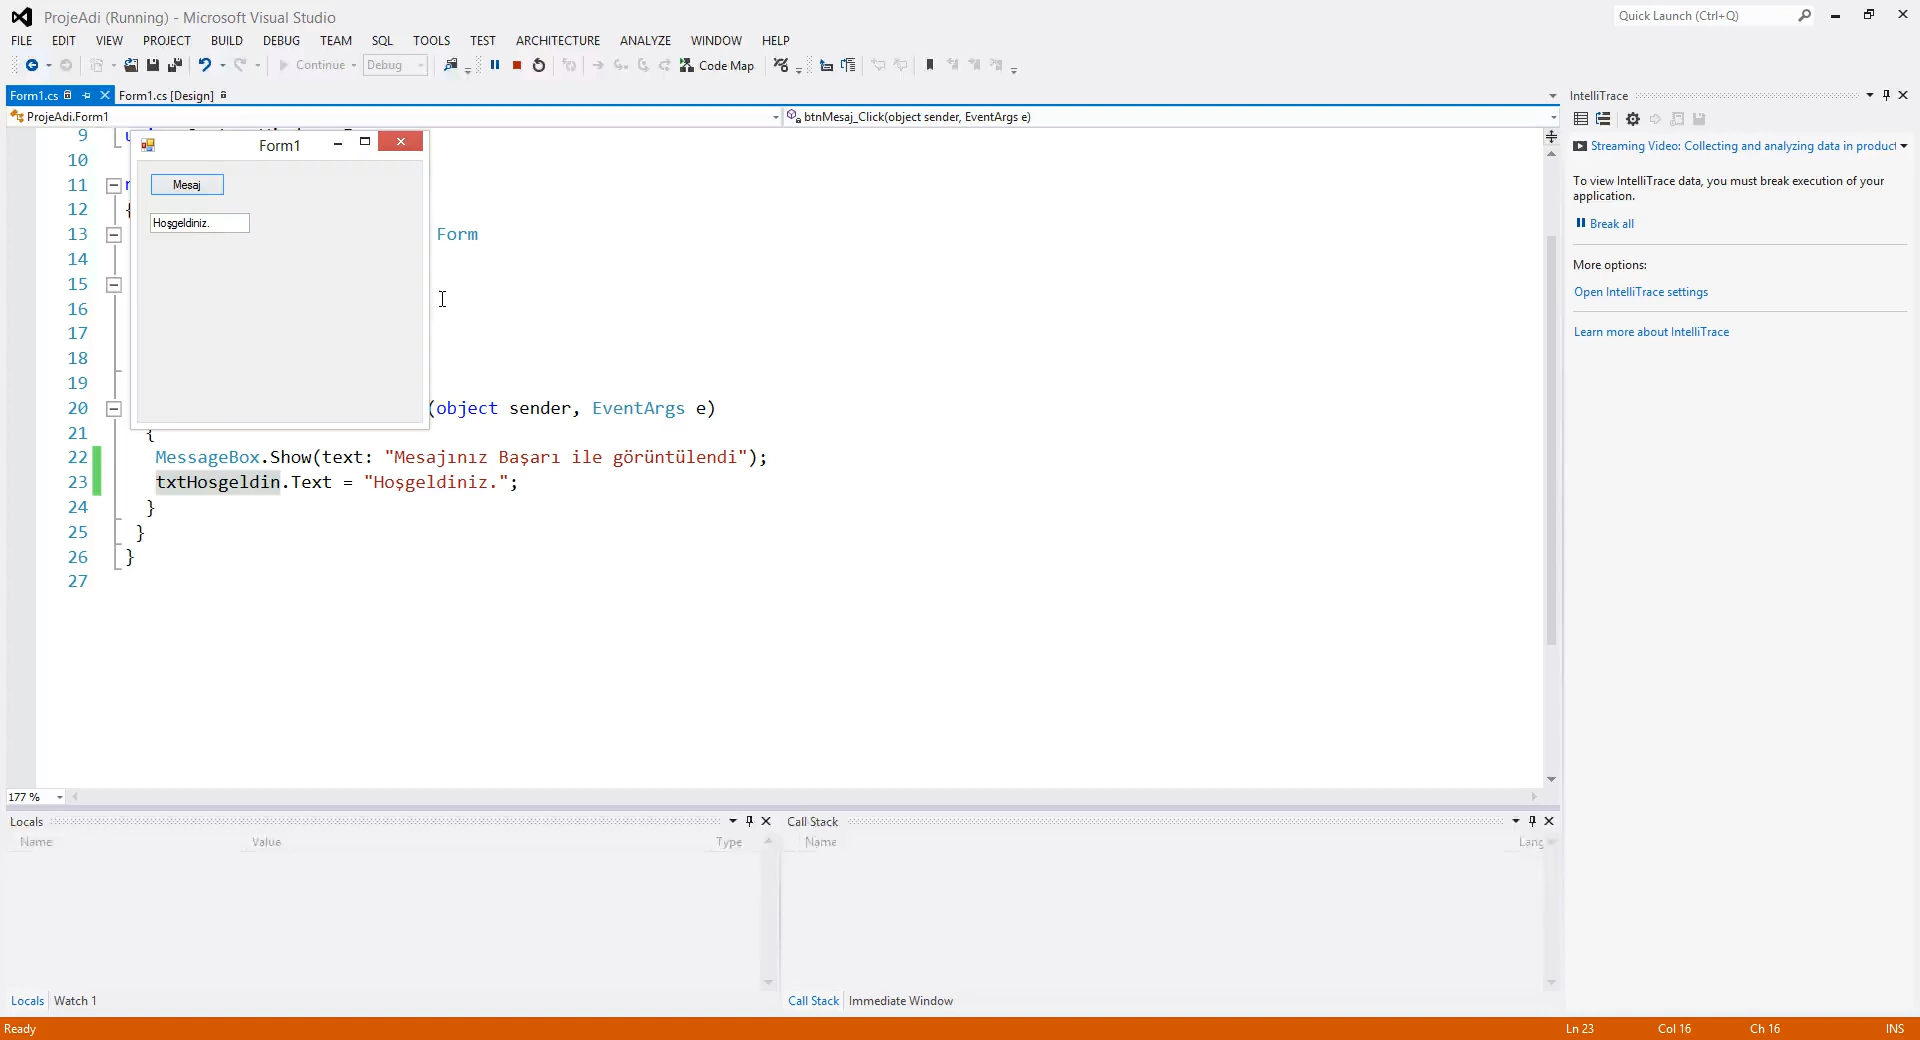 ProjeAdi (Running) - Microsoft Visual Studio
Quick Launch (Ctrl+Q)
FILE EDIT VIEW PROJECT BUILD DEBUG TEAM SQL TOOLS TEST ARCHITECTURE ANALYZE WINDOW HELP
Continue Debug Code Map
Form1.cs Form1.cs [Design]
ProjeAdi.Form1 btnMesaj_Click(object sender, EventArgs e)
9
10
11
12 {
13 Form
14
15
16
17
18
19
20 (object sender, EventArgs e)
21 {
22 MessageBox.Show(text: "Mesajınız Başarı ile görüntülendi");
23 txtHosgeldin.Text = "Hoşgeldiniz.";
24 }
25 }
26 }
27
Form1
Mesaj
Hoşgeldiniz.
177 %
IntelliTrace
Streaming Video: Collecting and analyzing data in product
To view IntelliTrace data, you must break execution of your
application.
Break all
More options:
Open IntelliTrace settings
Learn more about IntelliTrace
Locals
Name Value Type
Locals Watch 1
Call Stack
Name Lang
Call Stack Immediate Window
Ready Ln 23 Col 16 Ch 16 INS